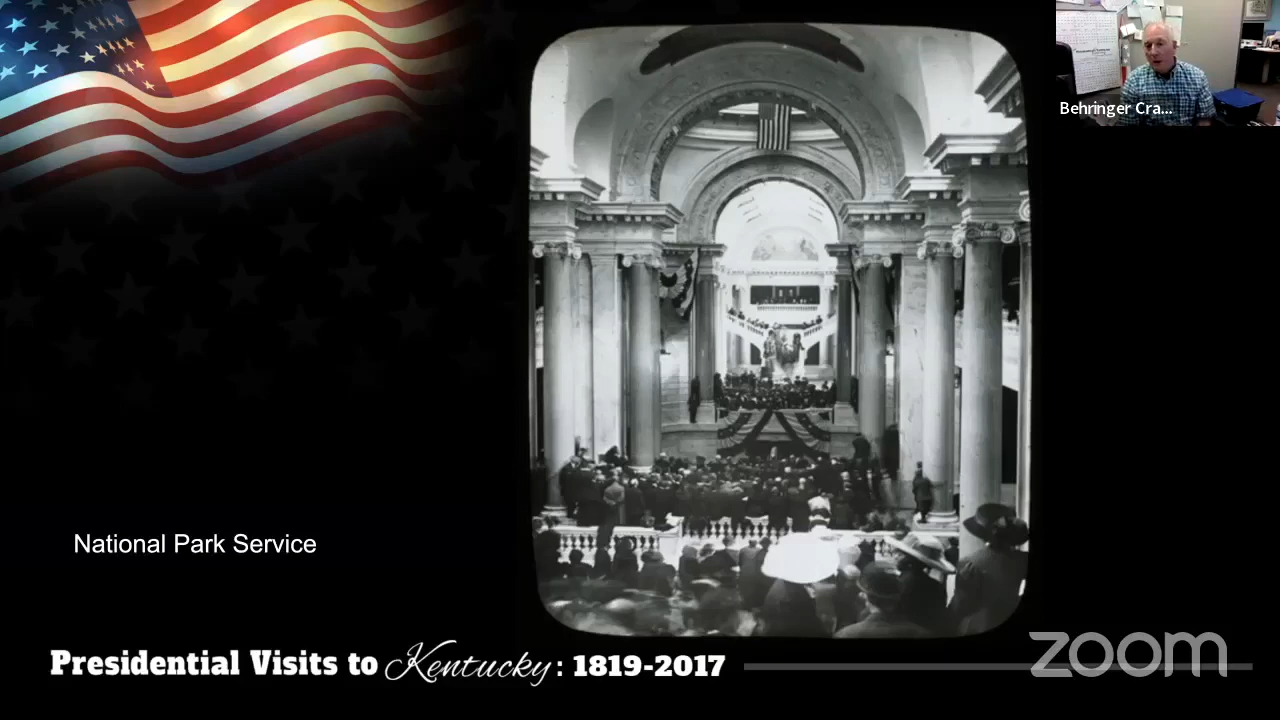 Behringer Cra...
National Park Service
Presidential Visits to Kentucky: 1819-2017
zoom